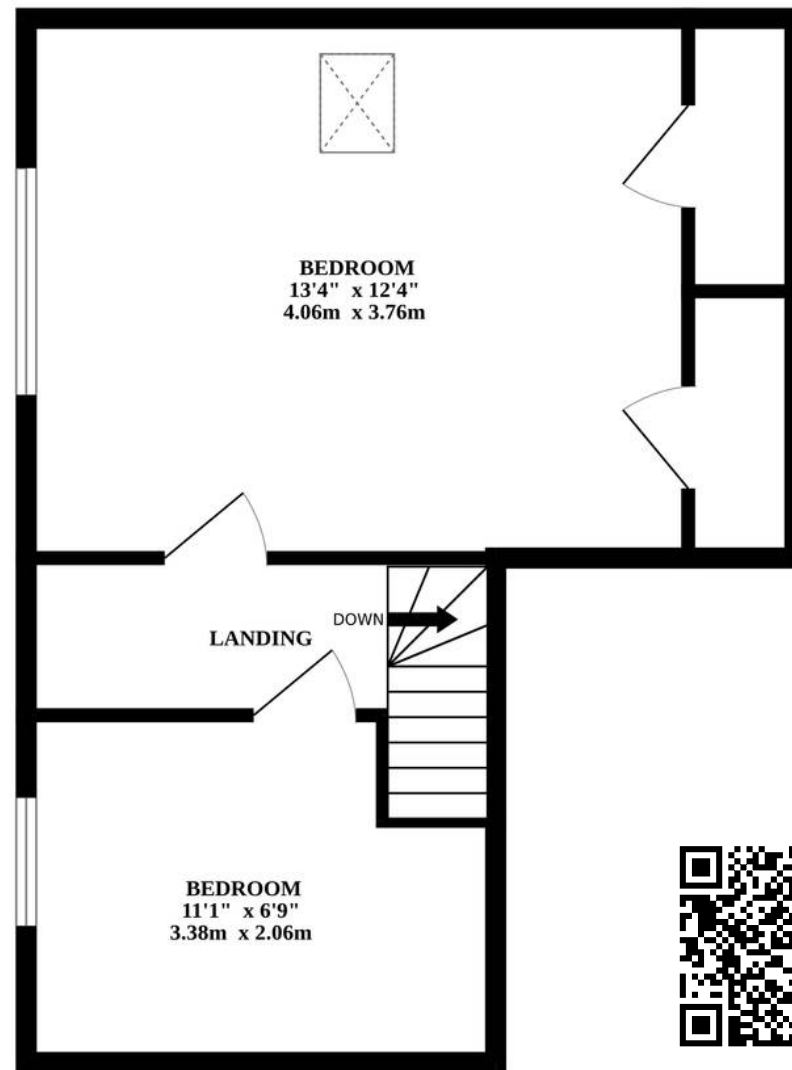 BEDROOM
13'4" x 12'4"
4.06m x 3.76m
DOWN
LANDING
BEDROOM
11'1" x 6'9"
3.38m x 2.06m